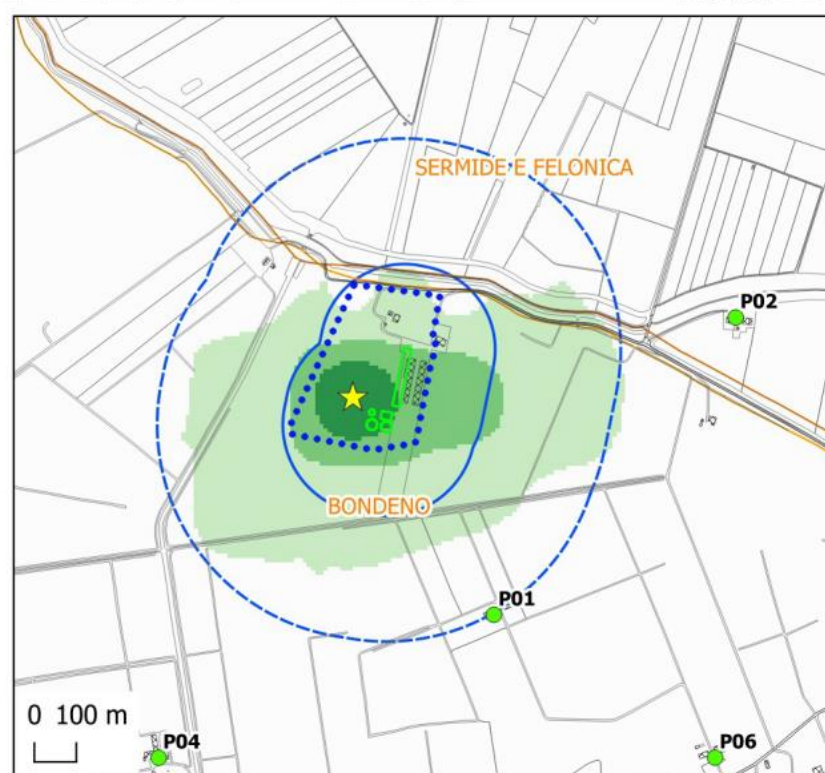 SERMIDE E FELONICA
P02
BONDENO
P01
0 100 m
P04
P06